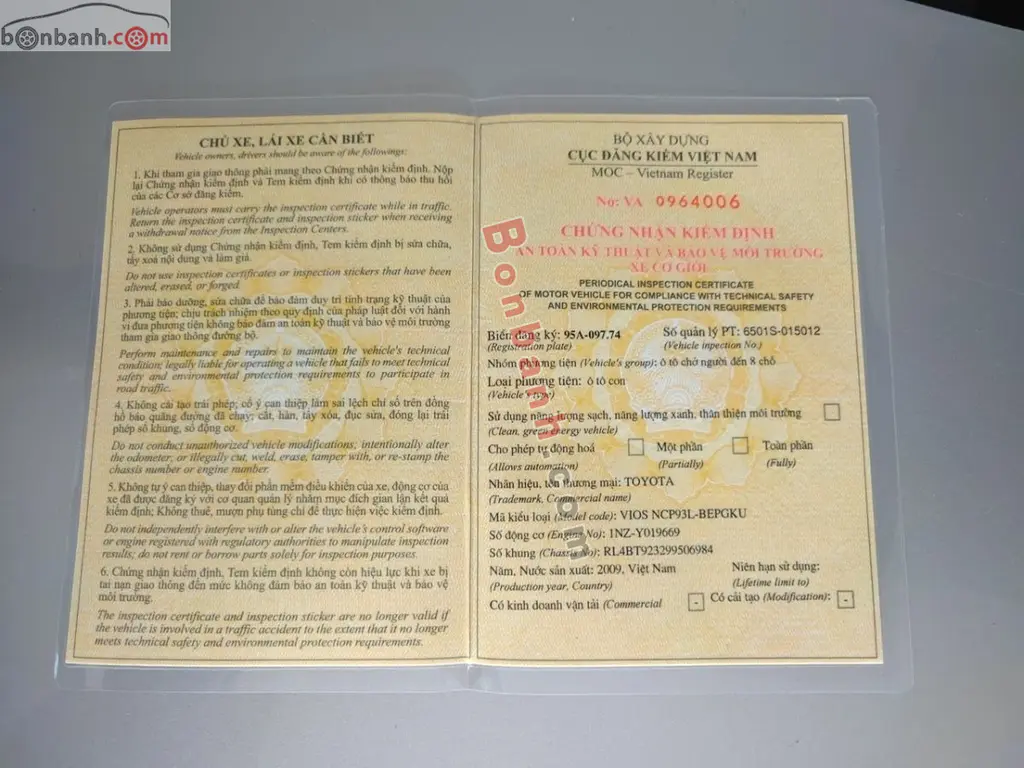 bonbanh.com
CHỦ XE, LÁI XE CẦN BIẾT
Vehicle owners, drivers should be aware of the followings:
1. Khi tham gia giao thông phải mang theo Chứng nhận kiểm định. Nộp
lại Chứng nhận kiểm định và Tem kiểm định khi có thông báo thu hồi
của các Cơ sở đăng kiểm.
Vehicle operators must carry the inspection certificate while in traffic.
Return the inspection certificate and inspection sticker when receiving
a withdrawal notice from the Inspection Centers.
2. Không sử dụng Chứng nhận kiểm định, Tem kiểm định bị sửa chữa,
tẩy xoá nội dung và làm giả.
Do not use inspection certificates or inspection stickers that have been
altered, erased, or forged.
3. Phải bảo dưỡng, sửa chữa để bảo đảm duy trì tình trạng kỹ thuật của
phương tiện; chịu trách nhiệm theo quy định của pháp luật đối với hành
vi đưa phương tiện không bảo đảm an toàn kỹ thuật và bảo vệ môi trường
tham gia giao thông đường bộ.
Perform maintenance and repairs to maintain the vehicle's technical
condition; legally liable for operating a vehicle that fails to meet technical
safety and environmental protection requirements to participate in
road traffic.
4. Không cải tạo trái phép; cố ý can thiệp làm sai lệch chỉ số trên đồng
hồ báo quãng đường đã chạy; cắt, hàn, tẩy xóa, đục sửa, đóng lại trái
phép số khung, số động cơ.
Do not conduct unauthorized vehicle modifications; intentionally alter
the odometer; or illegally cut, weld, erase, tamper with, or re-stamp the
chassis number or engine number.
5. Không tự ý can thiệp, thay đổi phần mềm điều khiển của xe, động cơ của
xe đã được đăng ký với cơ quan quản lý nhằm mục đích gian lận kết quả
kiểm định; Không thuê, mượn phụ tùng chỉ để thực hiện việc kiểm định.
Do not independently interfere with or alter the vehicle's control software
or engine registered with regulatory authorities to manipulate inspection
results; do not rent or borrow parts solely for inspection purposes.
6. Chứng nhận kiểm định, Tem kiểm định không còn hiệu lực khi xe bị
tai nạn giao thông đến mức không đảm bảo an toàn kỹ thuật và bảo vệ
môi trường.
The inspection certificate and inspection sticker are no longer valid if
the vehicle is involved in a traffic accident to the extent that it no longer
meets technical safety and environmental protection requirements.
BỘ XÂY DỰNG
CỤC ĐĂNG KIỂM VIỆT NAM
MOC – Vietnam Register
No: VA 0964006
CHỨNG NHẬN KIỂM ĐỊNH
AN TOÀN KỸ THUẬT VÀ BẢO VỆ MÔI TRƯỜNG
XE CƠ GIỚI
PERIODICAL INSPECTION CERTIFICATE
OF MOTOR VEHICLE FOR COMPLIANCE WITH TECHNICAL SAFETY
AND ENVIRONMENTAL PROTECTION REQUIREMENTS
Biển đăng ký: 95A-097.74 Số quản lý PT: 6501S-015012
(Registration plate) (Vehicle inpection No.)
Nhóm phương tiện (Vehicle's group): ô tô chở người đến 8 chỗ
Loại phương tiện: ô tô con
(Vehicle's type)
Sử dụng năng lượng sạch, năng lượng xanh, thân thiện môi trường
(Clean, green energy vehicle)
Cho phép tự động hoá Một phần Toàn phần
(Allows automation) (Partially) (Fully)
Nhãn hiệu, tên thương mại: TOYOTA
(Trademark, Commercial name)
Mã kiểu loại (Model code): VIOS NCP93L-BEPGKU
Số động cơ (Engine No): 1NZ-Y019669
Số khung (Chassis No): RL4BT923299506984
Năm, Nước sản xuất: 2009, Việt Nam Niên hạn sử dụng:
(Production year, Country) (Lifetime limit to)
Có kinh doanh vận tải (Commercial - Có cải tạo (Modification): -
Bonbanh.com